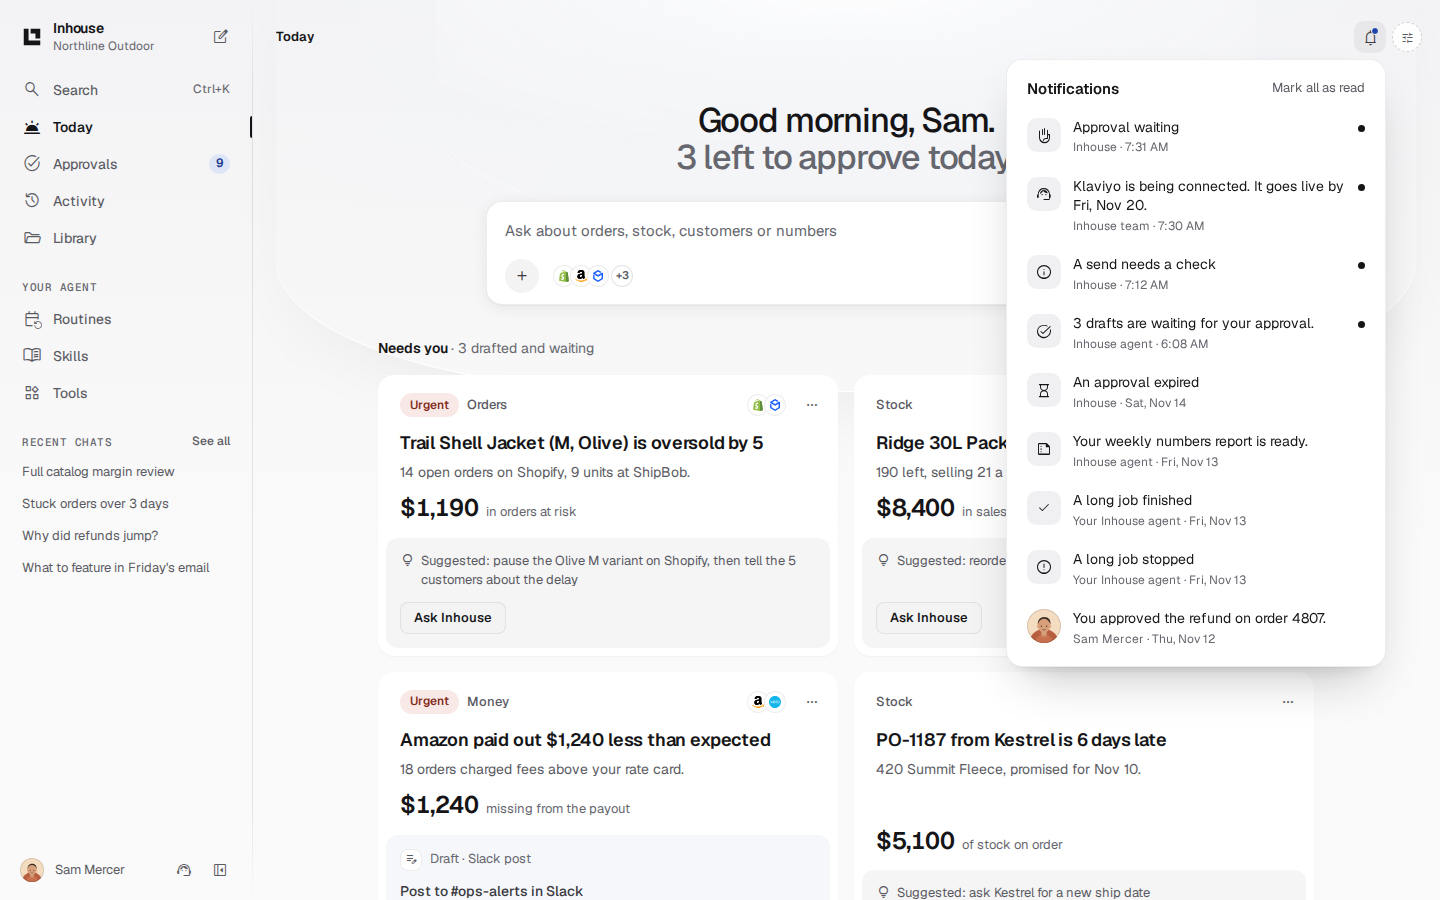 Inhouse
Northline Outdoor
Search
Ctrl+K
Today
Approvals
9
Activity
Library
YOUR AGENT
Routines
Skills
Tools
RECENT CHATS
See all
Full catalog margin review
Stuck orders over 3 days
Why did refunds jump?
What to feature in Friday's email
Sam Mercer
Today
Good morning, Sam.
3 left to approve today
Ask about orders, stock, customers or numbers
+3
Needs you · 3 drafted and waiting
Urgent
Orders
Trail Shell Jacket (M, Olive) is oversold by 5
14 open orders on Shopify, 9 units at ShipBob.
$1,190 in orders at risk
Suggested: pause the Olive M variant on Shopify, then tell the 5
customers about the delay
Ask Inhouse
Stock
Ridge 30L Pack
190 left, selling 21 a
$8,400 in sales
Suggested: reorde
Ask Inhouse
Urgent
Money
Amazon paid out $1,240 less than expected
18 orders charged fees above your rate card.
$1,240 missing from the payout
Draft · Slack post
Post to #ops-alerts in Slack
Stock
PO-1187 from Kestrel is 6 days late
420 Summit Fleece, promised for Nov 10.
$5,100 of stock on order
Suggested: ask Kestrel for a new ship date
Notifications
Mark all as read
Approval waiting
Inhouse · 7:31 AM
Klaviyo is being connected. It goes live by
Fri, Nov 20.
Inhouse team · 7:30 AM
A send needs a check
Inhouse · 7:12 AM
3 drafts are waiting for your approval.
Inhouse agent · 6:08 AM
An approval expired
Inhouse · Sat, Nov 14
Your weekly numbers report is ready.
Inhouse agent · Fri, Nov 13
A long job finished
Your Inhouse agent · Fri, Nov 13
A long job stopped
Your Inhouse agent · Fri, Nov 13
You approved the refund on order 4807.
Sam Mercer · Thu, Nov 12